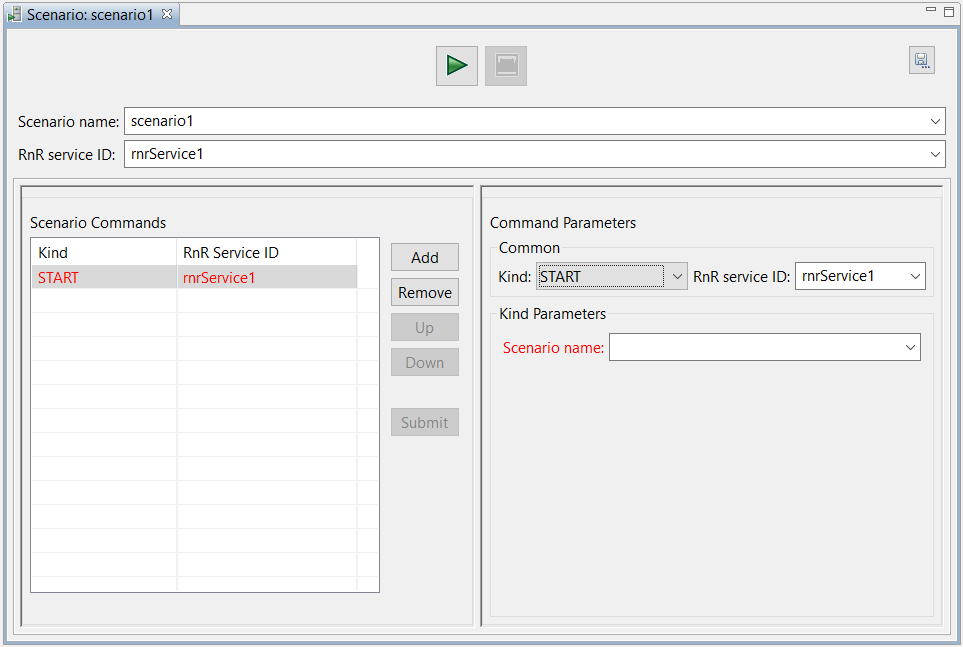 Scenario: scenario1
Scenario name: scenario1
RnR service ID: rnrService1
Scenario Commands
Kind RnR Service ID
START rnrService1
Add
Remove
Up
Down
Submit
Command Parameters
Common
Kind: START RnR service ID: rnrService1
Kind Parameters
Scenario name: